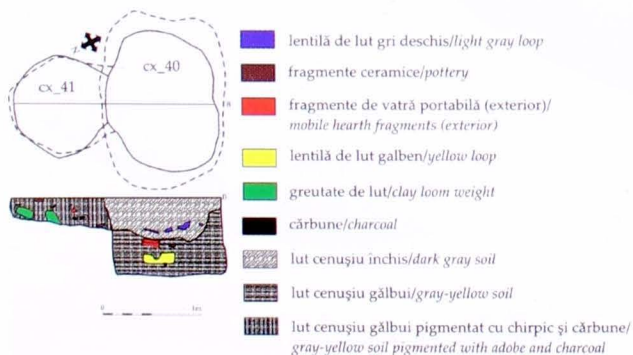 cx_41
cx_40
lentilă de lut gri deschis/light gray loop
fragmente ceramice/pottery
fragmente de vatră portabilă (exterior)/
mobile hearth fragments (exterior)
lentilă de lut galben/yellow loop
greutate de lut/clay loom weight
cărbune/charcoal
lut cenuşiu închis/dark gray soil
lut cenuşiu gălbui/gray-yellow soil
lut cenuşiu gălbui pigmentat cu chirpic şi cărbune/
gray-yellow soil pigmented with adobe and charcoal